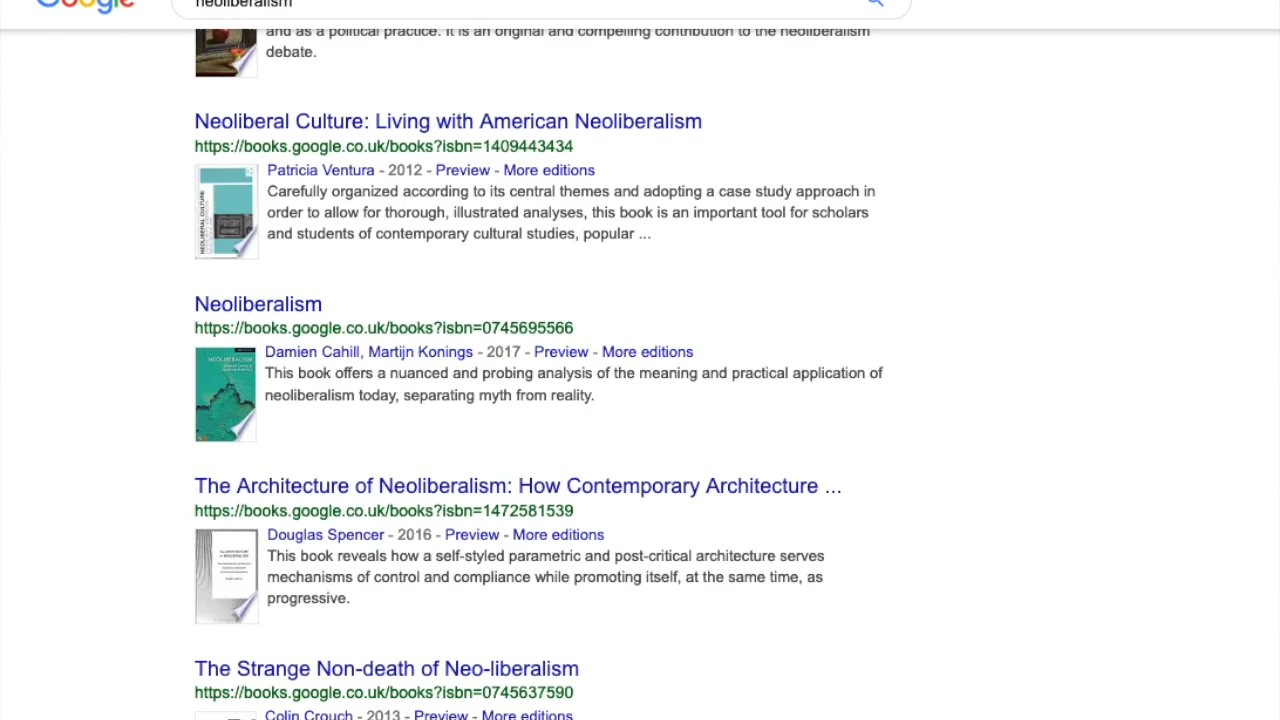 Google
neoliberalism
and as a political practice. It is an original and compelling contribution to the neoliberalism
debate.
Neoliberal Culture: Living with American Neoliberalism
https://books.google.co.uk/books?isbn=1409443434
Patricia Ventura - 2012 - Preview - More editions
NEOLIBERAL CULTURE
Carefully organized according to its central themes and adopting a case study approach in
order to allow for thorough, illustrated analyses, this book is an important tool for scholars
and students of contemporary cultural studies, popular ...
Neoliberalism
https://books.google.co.uk/books?isbn=0745695566
Damien Cahill, Martijn Konings - 2017 - Preview - More editions
NEOLIBERALISM
This book offers a nuanced and probing analysis of the meaning and practical application of
neoliberalism today, separating myth from reality.
The Architecture of Neoliberalism: How Contemporary Architecture ...
https://books.google.co.uk/books?isbn=1472581539
Douglas Spencer - 2016 - Preview - More editions
This book reveals how a self-styled parametric and post-critical architecture serves
mechanisms of control and compliance while promoting itself, at the same time, as
progressive.
The Strange Non-death of Neo-liberalism
https://books.google.co.uk/books?isbn=0745637590
Colin Crouch - 2013 - Preview - More editions